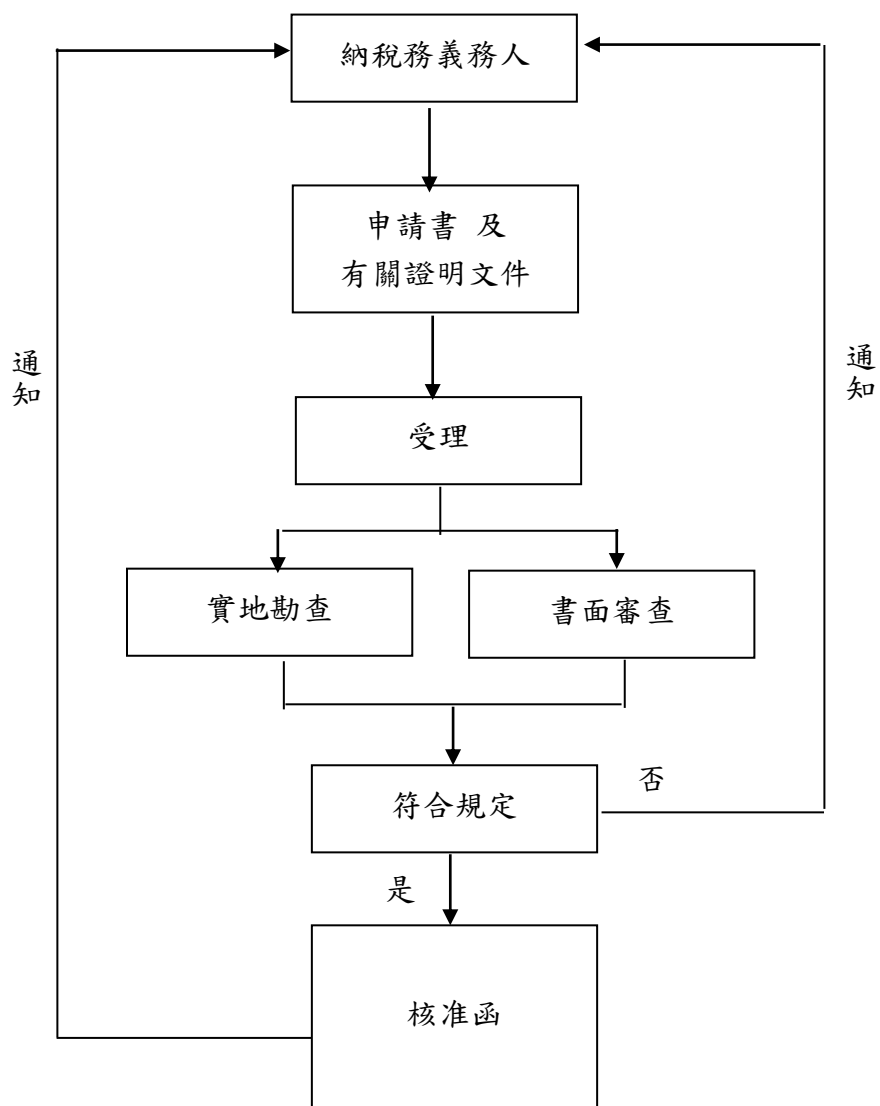 納稅務義務人
申請書 及
有關證明文件
通知
通知
受理
實地勘查
書面審查
符合規定
否
是
核准函